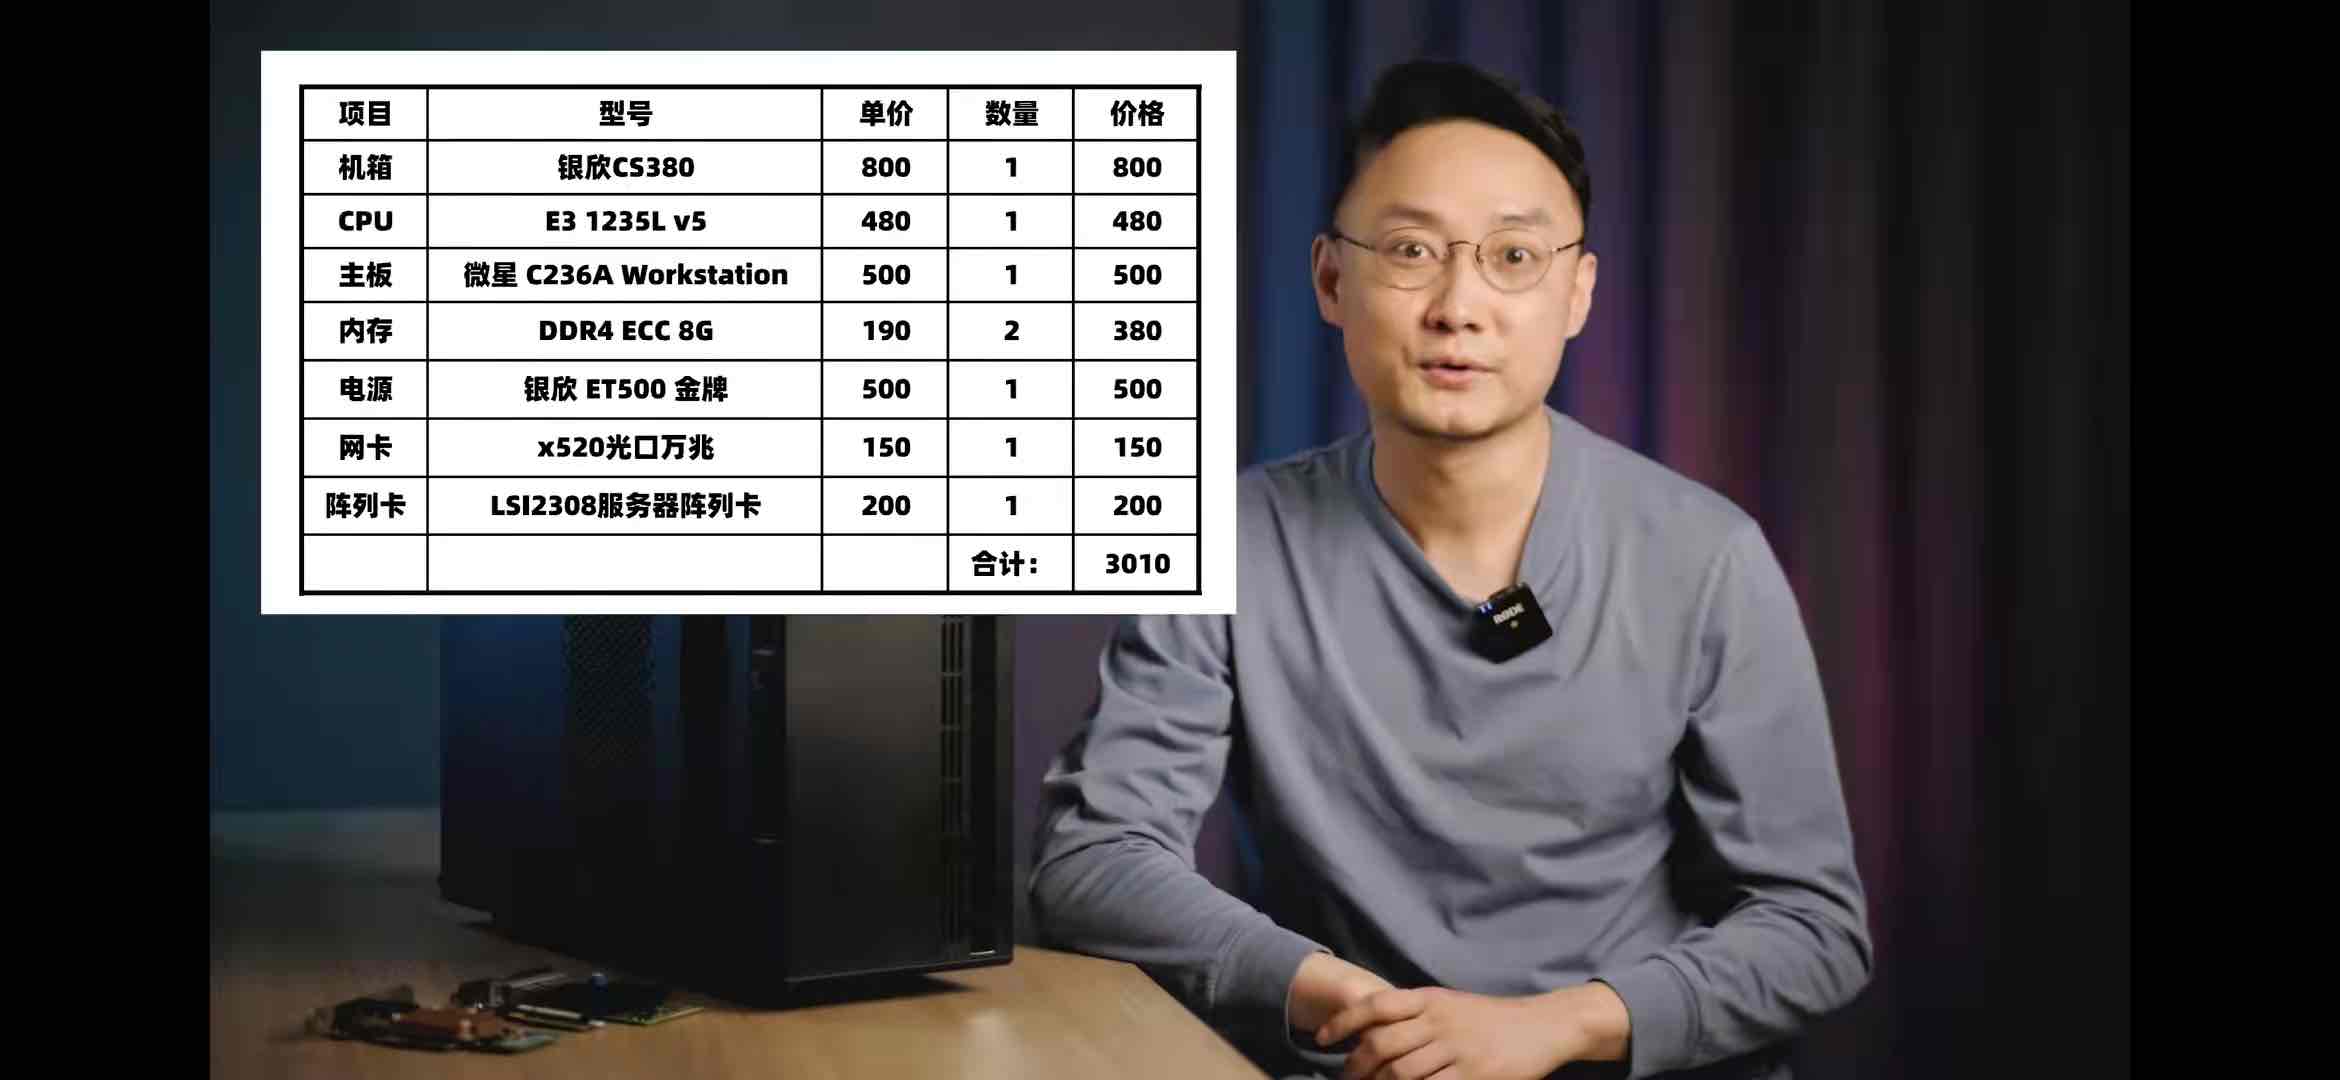 项目 型号 单价 数量 价格
机箱 银欣CS380 800 1 800
CPU E3 1235L v5 480 1 480
主板 微星 C236A Workstation 500 1 500
内存 DDR4 ECC 8G 190 2 380
电源 银欣 ET500 金牌 500 1 500
网卡 x520光口万兆 150 1 150
阵列卡 LSI2308服务器阵列卡 200 1 200
合计： 3010
RØDE